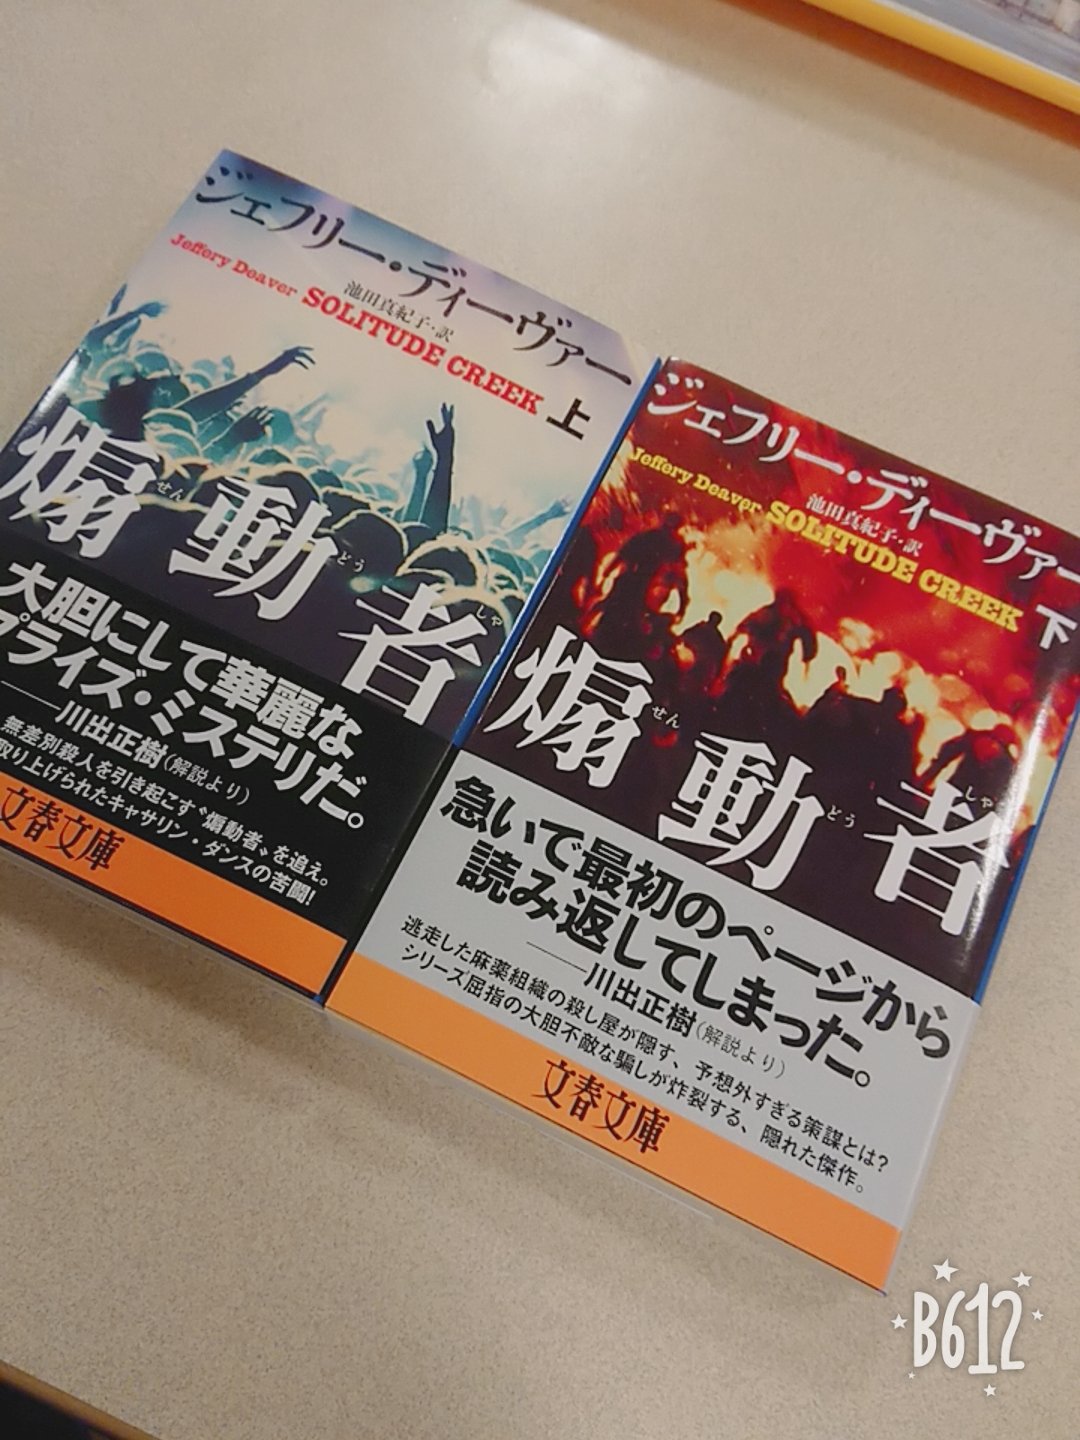 ジェフリー・ディーヴァー
Jeffery Deaver SOLITUDE CREEK 上
池田真紀子・訳
煽動者
せんどうしゃ
大胆にして華麗な
プライズ・ミステリだ。
――川出正樹(解説より)
無差別殺人を引き起こす〝煽動者〟を追え。
取り上げられたキャサリン・ダンスの苦闘!
文春文庫
ジェフリー・ディーヴァー
Jeffery Deaver SOLITUDE CREEK 下
池田真紀子・訳
煽動者
せんどうしゃ
急いで最初のページから
読み返してしまった。
――川出正樹(解説より)
逃走した麻薬組織の殺し屋が隠す、予想外すぎる策謀とは?
シリーズ屈指の大胆不敵な騙しが炸裂する、隠れた傑作。
文春文庫
B612